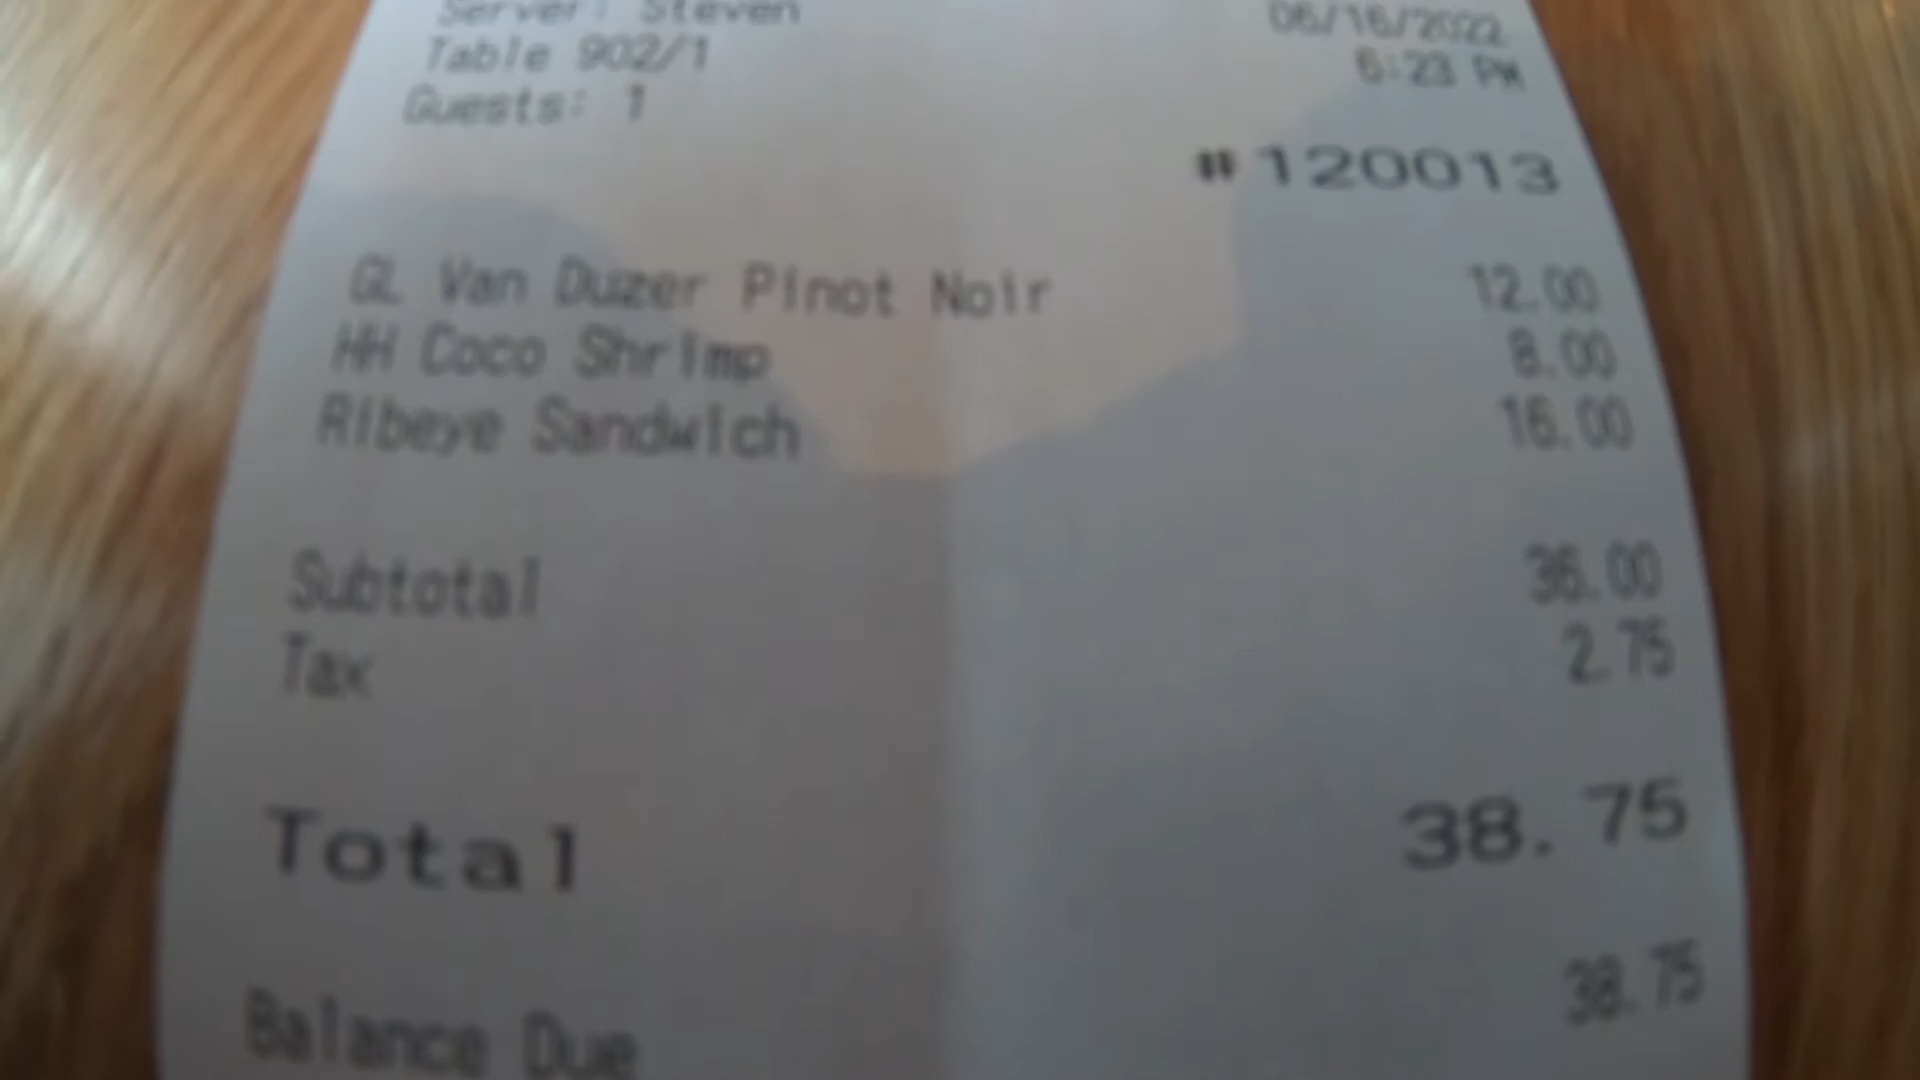 Server: Steven 06/16/2022
Table 902/1 6:23 PM
Guests: 1
#120013
GL Van Duzer Pinot Noir 12.00
HH Coco Shrimp 8.00
Ribeye Sandwich 16.00
Subtotal 36.00
Tax 2.75
Total 38.75
Balance Due 38.75